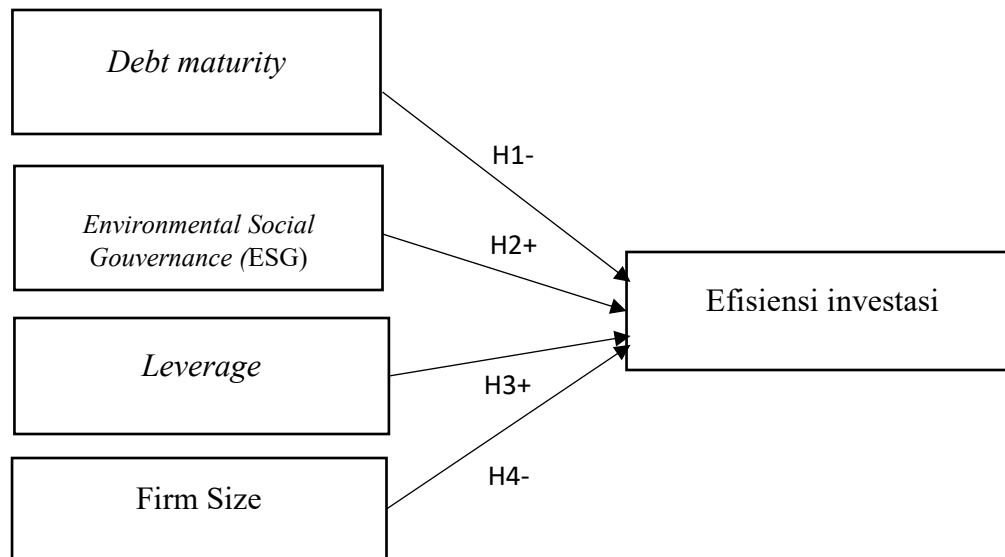 Debt maturity
H1-
Environmental Social
Gouvernance (ESG)
H2+
Efisiensi investasi
Leverage
H3+
H4-
Firm Size